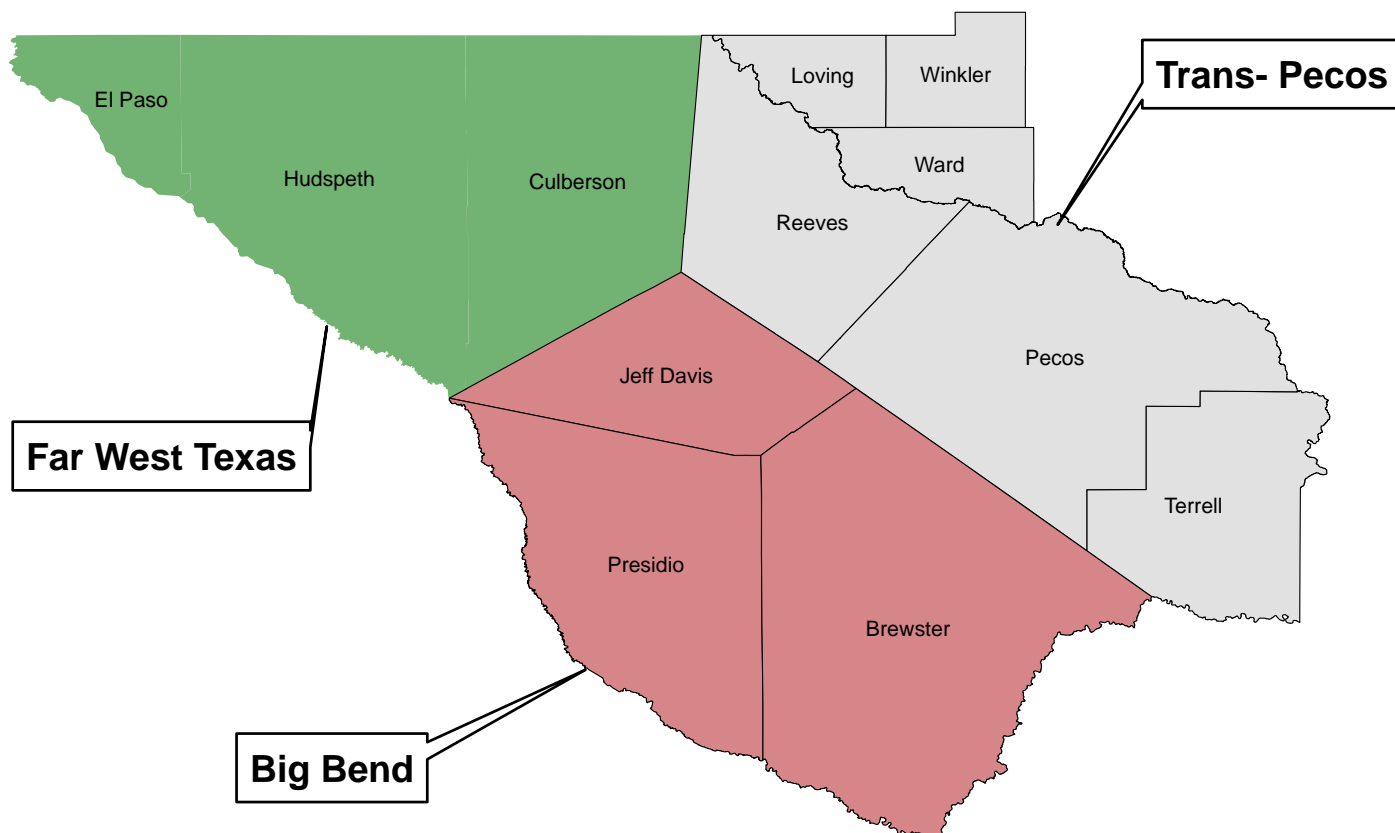 Loving
Winkler
Trans- Pecos
El Paso
Ward
Hudspeth
Culberson
Reeves
Pecos
Jeff Davis
Far West Texas
Terrell
Presidio
Brewster
Big Bend